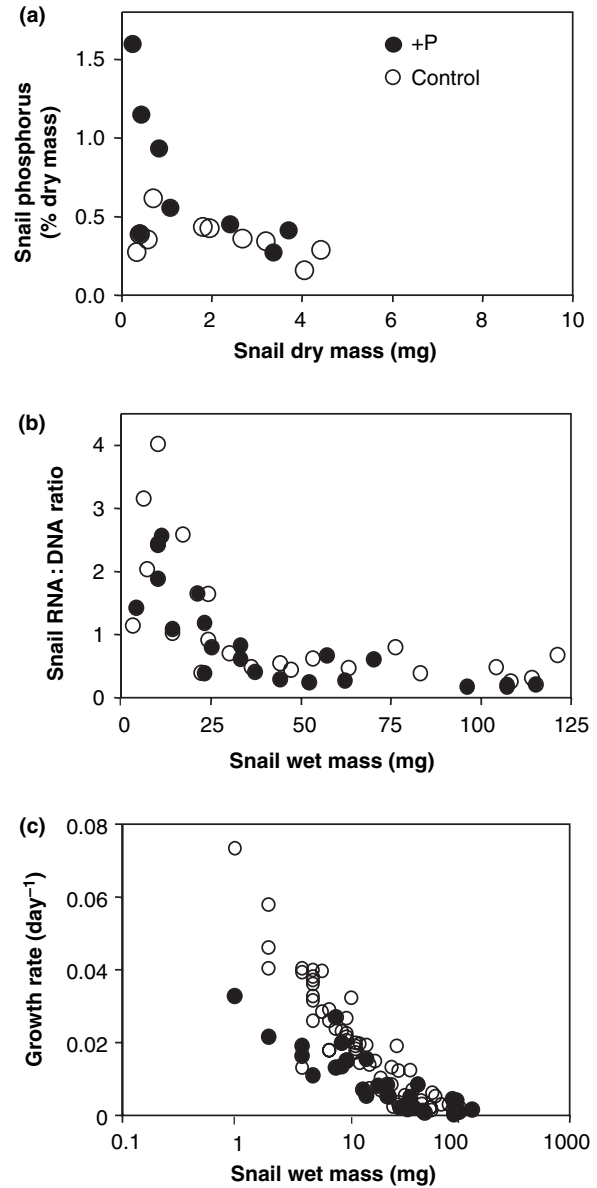 (a)
+P
Control
1.5
1.0
0.5
0.0
Snail phosphorus
(% dry mass)
0 2 4 6 8 10
Snail dry mass (mg)
(b)
4
3
2
1
0
Snail RNA:DNA ratio
0 25 50 75 100 125
Snail wet mass (mg)
(c)
0.08
0.06
0.04
0.02
0
Growth rate (day⁻¹)
0.1 1 10 100 1000
Snail wet mass (mg)